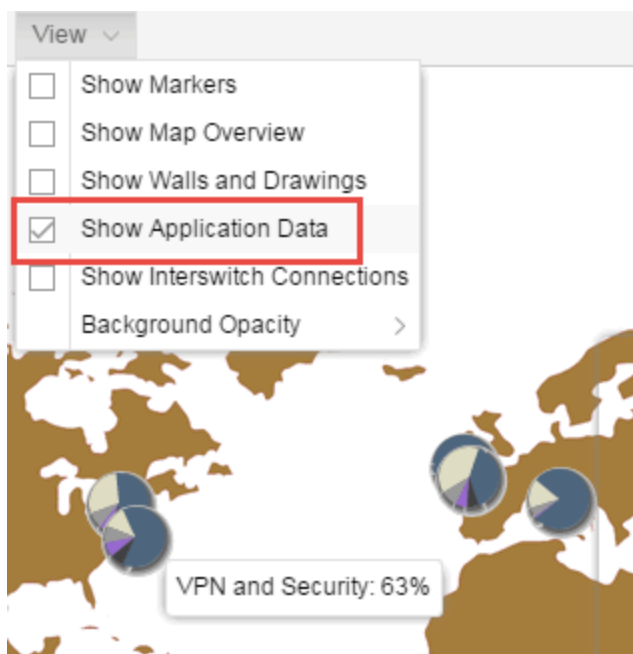 View
Show Markers
Show Map Overview
Show Walls and Drawings
Show Application Data
Show Interswitch Connections
Background Opacity
VPN and Security: 63%